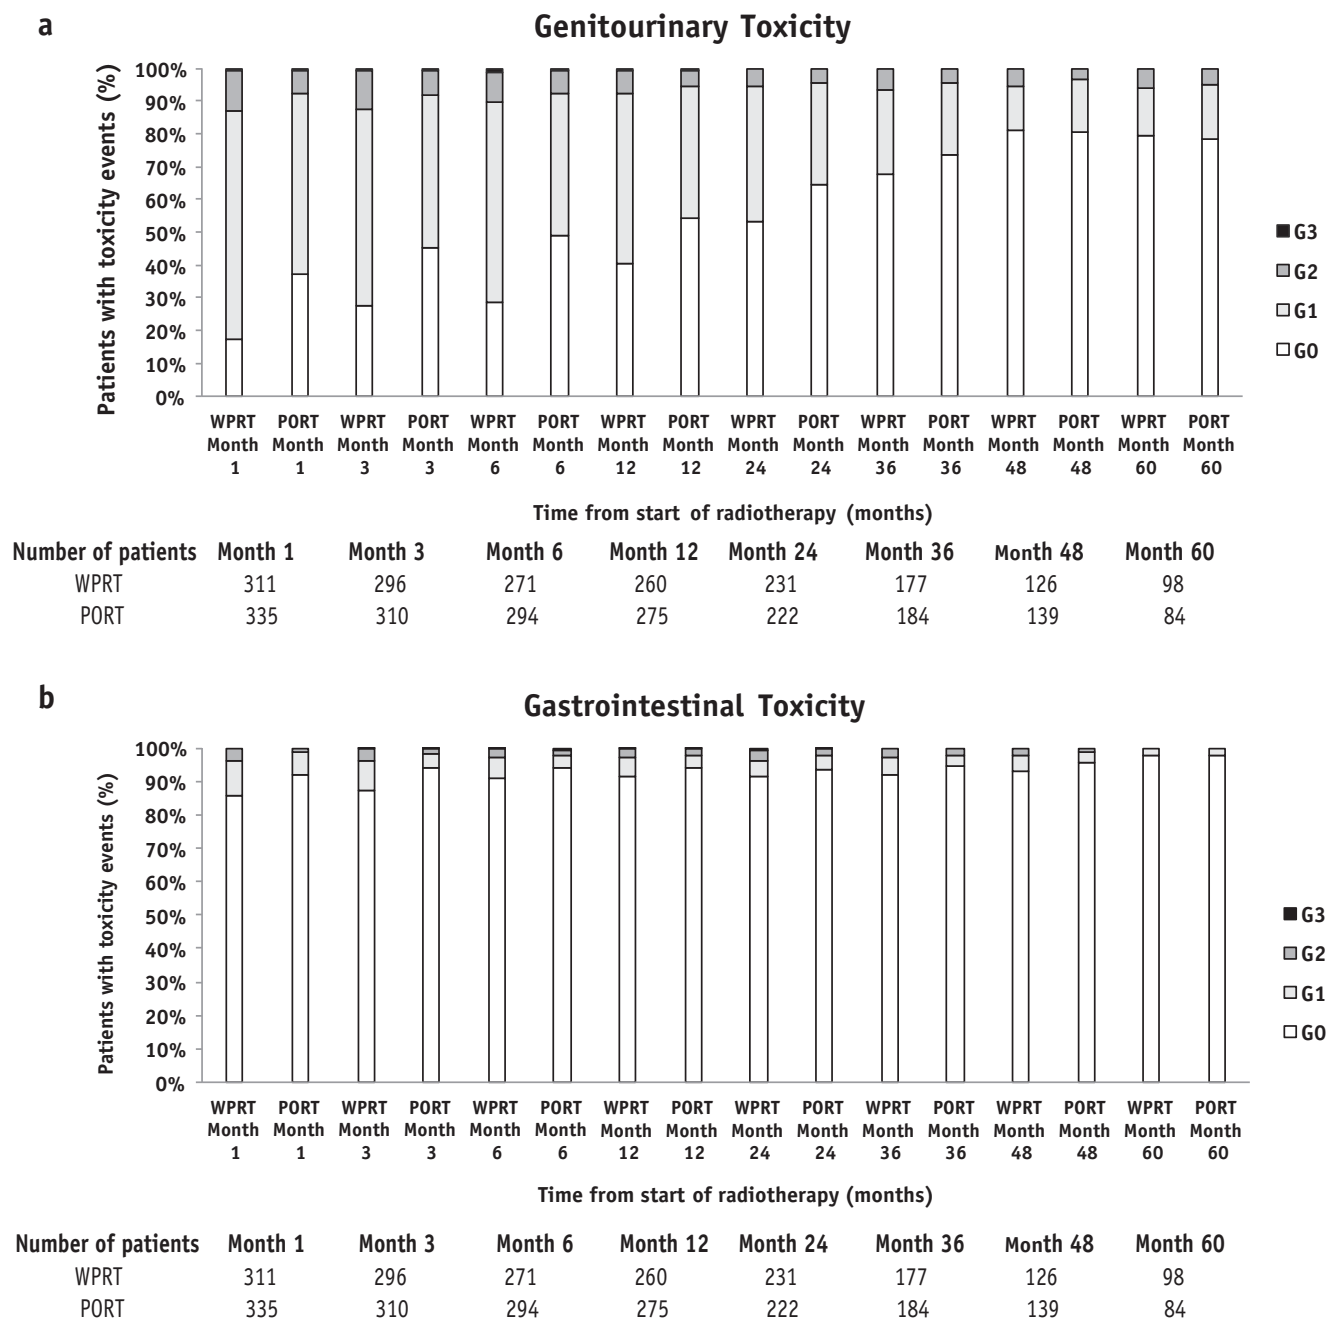 a
Genitourinary Toxicity
Patients with toxicity events (%)
100%
90%
80%
70%
60%
50%
40%
30%
20%
10%
0%
G3
G2
G1
G0
WPRT PORT WPRT PORT WPRT PORT WPRT PORT WPRT PORT WPRT PORT WPRT PORT WPRT PORT
Month Month Month Month Month Month Month Month Month Month Month Month Month Month Month Month
1 1 3 3 6 6 12 12 24 24 36 36 48 48 60 60
Time from start of radiotherapy (months)
Number of patients Month 1 Month 3 Month 6 Month 12 Month 24 Month 36 Month 48 Month 60
WPRT 311 296 271 260 231 177 126 98
PORT 335 310 294 275 222 184 139 84
b
Gastrointestinal Toxicity
Patients with toxicity events (%)
100%
90%
80%
70%
60%
50%
40%
30%
20%
10%
0%
G3
G2
G1
G0
WPRT PORT WPRT PORT WPRT PORT WPRT PORT WPRT PORT WPRT PORT WPRT PORT WPRT PORT
Month Month Month Month Month Month Month Month Month Month Month Month Month Month Month Month
1 1 3 3 6 6 12 12 24 24 36 36 48 48 60 60
Time from start of radiotherapy (months)
Number of patients Month 1 Month 3 Month 6 Month 12 Month 24 Month 36 Month 48 Month 60
WPRT 311 296 271 260 231 177 126 98
PORT 335 310 294 275 222 184 139 84